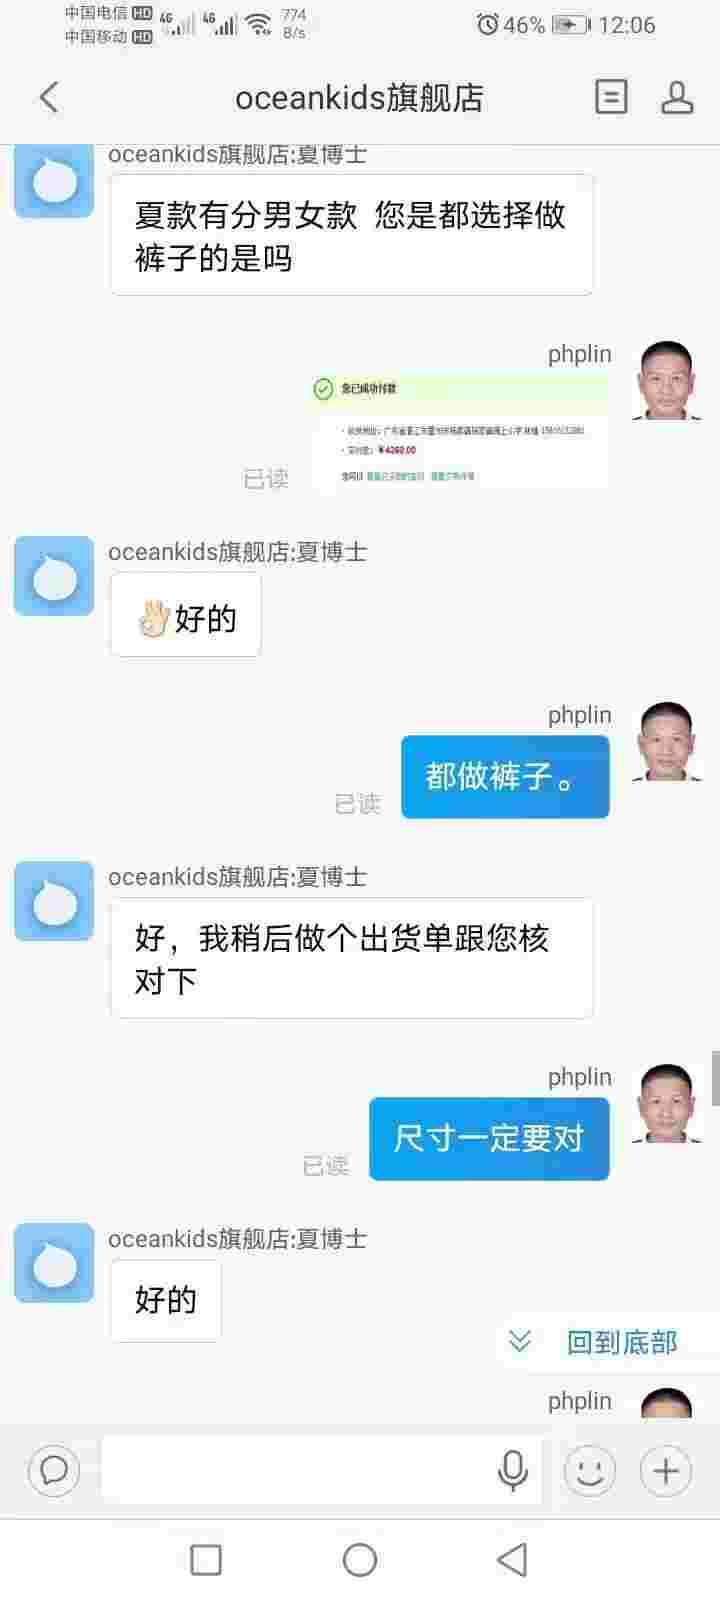 中国电信 HD 4G 4G 774
中国移动 HD B/s
46% 12:06
oceankids旗舰店
oceankids旗舰店:夏博士
夏款有分男女款 您是都选择做
裤子的是吗
phplin
您已成功付款
¥4260.00
已读
oceankids旗舰店:夏博士
👌好的
phplin
都做裤子。
已读
oceankids旗舰店:夏博士
好，我稍后做个出货单跟您核
对下
phplin
尺寸一定要对
已读
oceankids旗舰店:夏博士
好的
回到底部
phplin